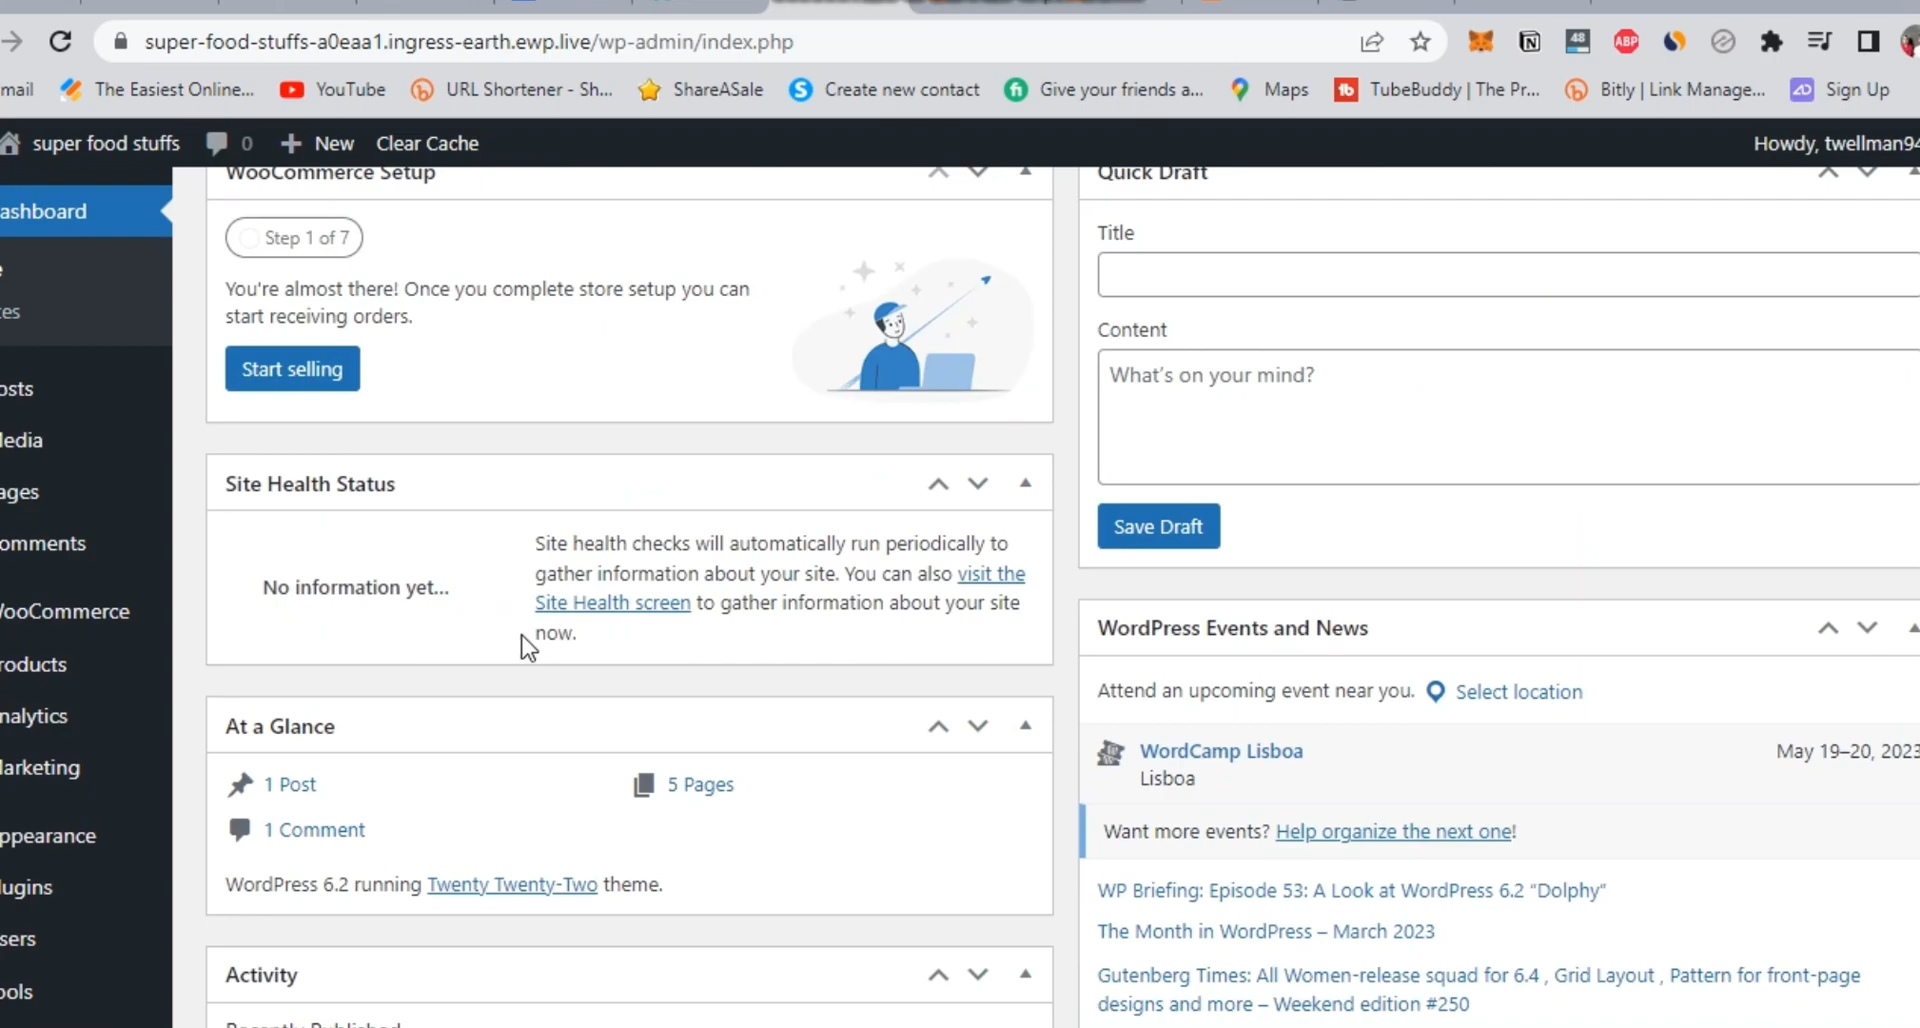 super-food-stuffs-a0eaa1.ingress-earth.ewp.live/wp-admin/index.php
48
ABP
mail
The Easiest Online...
YouTube
URL Shortener - Sh...
ShareASale
Create new contact
Give your friends a...
Maps
TubeBuddy | The Pr...
Bitly | Link Manage...
Sign Up
super food stuffs
0
New
Clear Cache
Howdy, twellman94
ashboard
e
es
osts
edia
ages
omments
WooCommerce
roducts
nalytics
arketing
ppearance
lugins
sers
ools
WooCommerce Setup
Step 1 of 7
You're almost there! Once you complete store setup you can
start receiving orders.
Start selling
Site Health Status
No information yet...
Site health checks will automatically run periodically to
gather information about your site. You can also visit the
Site Health screen to gather information about your site
now.
At a Glance
1 Post
5 Pages
1 Comment
WordPress 6.2 running Twenty Twenty-Two theme.
Activity
Recently Published
Quick Draft
Title
Content
What's on your mind?
Save Draft
WordPress Events and News
Attend an upcoming event near you.
Select location
WordCamp Lisboa
May 19–20, 2023
Lisboa
Want more events? Help organize the next one!
WP Briefing: Episode 53: A Look at WordPress 6.2 "Dolphy"
The Month in WordPress – March 2023
Gutenberg Times: All Women-release squad for 6.4 , Grid Layout , Pattern for front-page
designs and more – Weekend edition #250